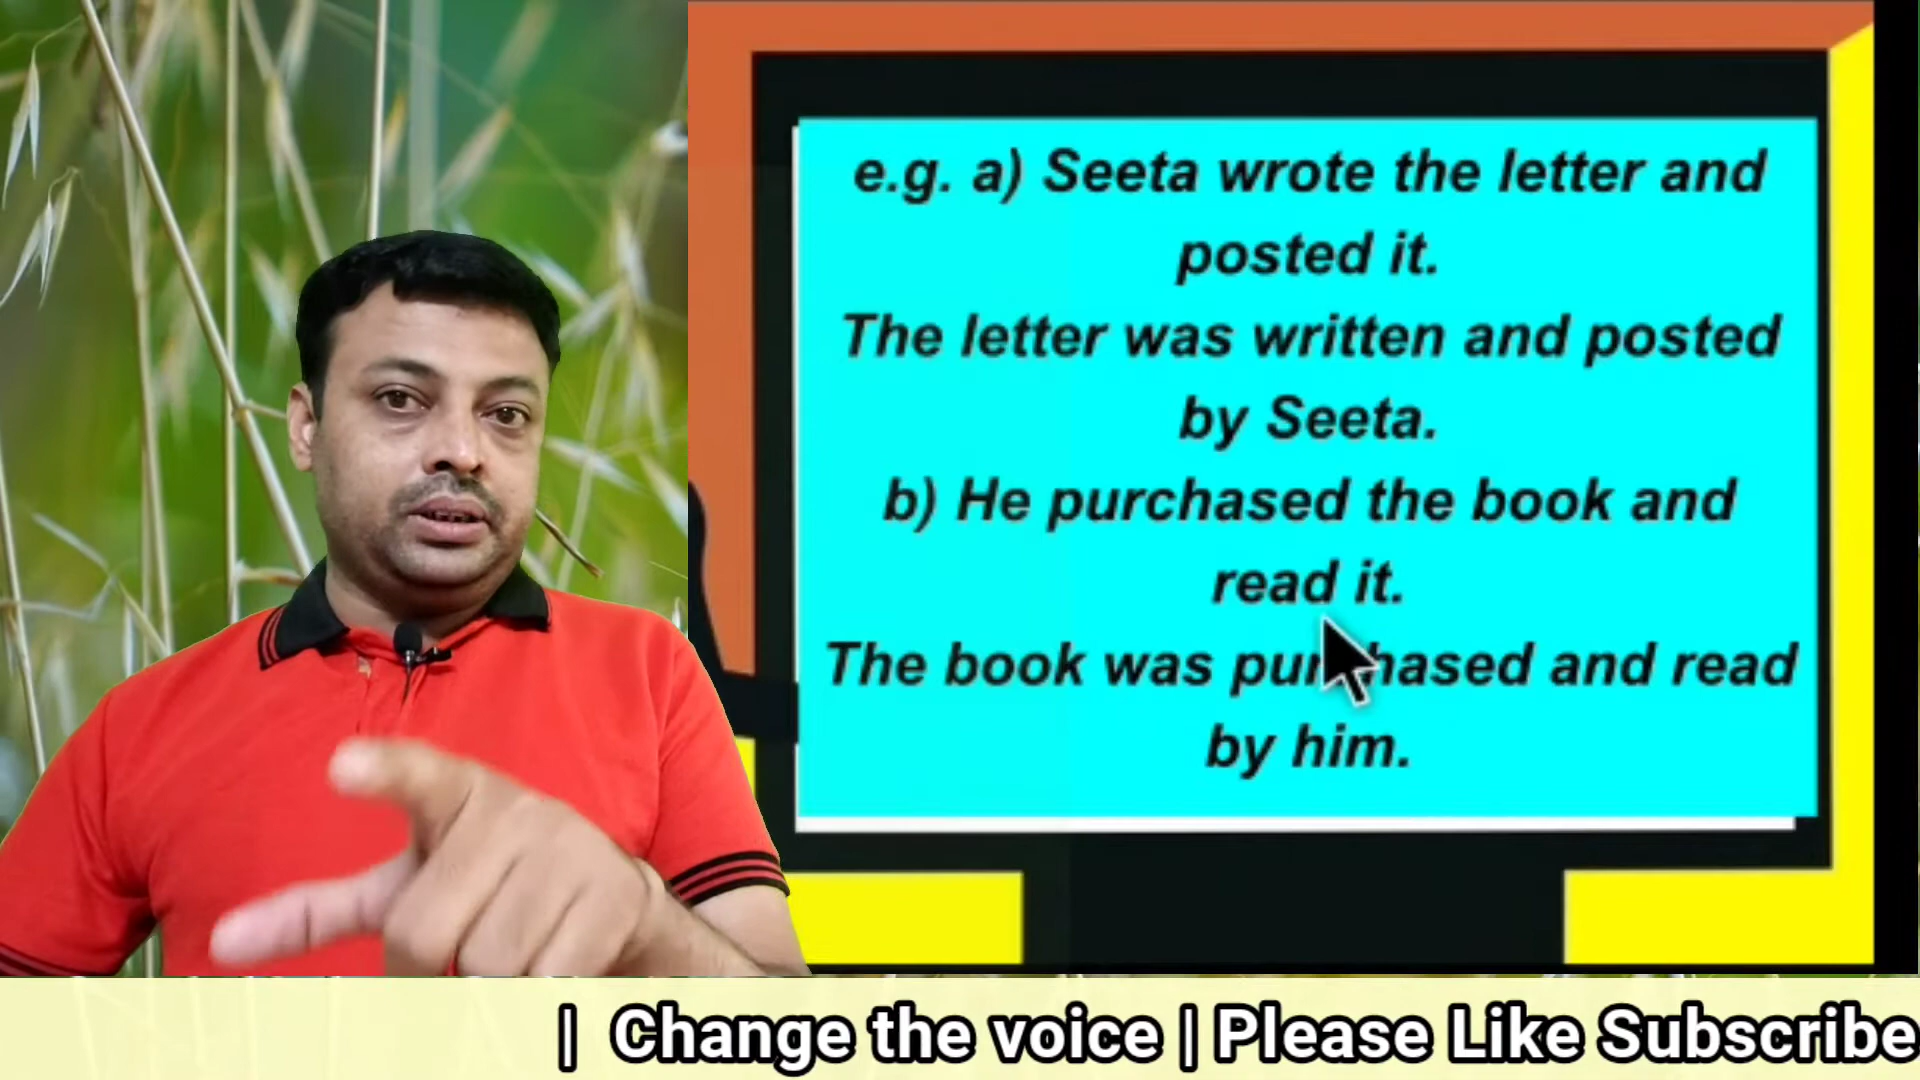 e.g. a) Seeta wrote the letter and
posted it.
The letter was written and posted
by Seeta.
b) He purchased the book and
read it.
The book was purchased and read
by him.
| Change the voice | Please Like Subscribe